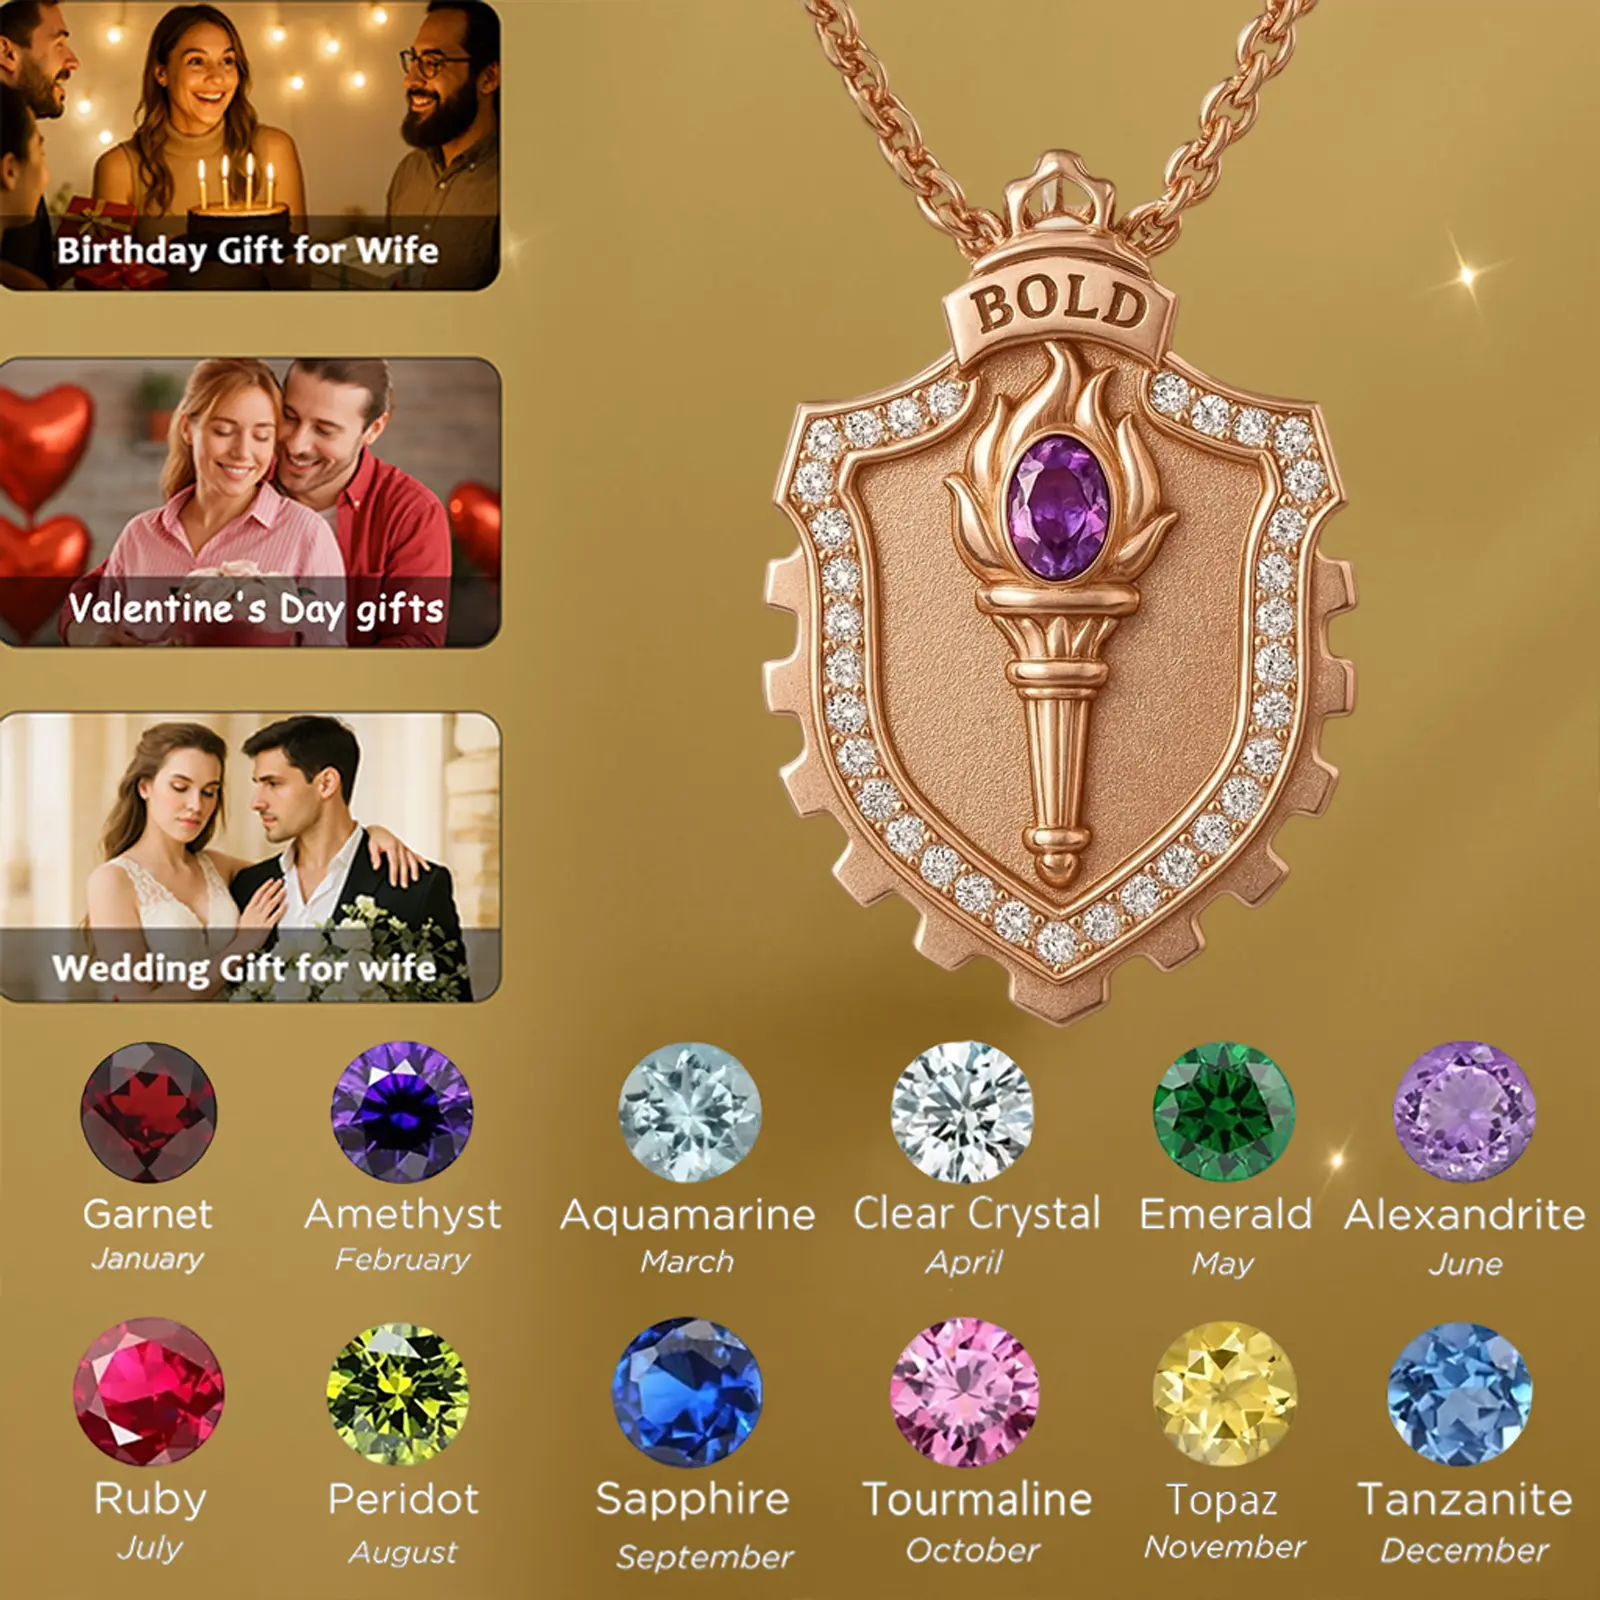 Birthday Gift for Wife
BOLD
Valentine's Day gifts
Wedding Gift for wife
Garnet
January
Amethyst
February
Aquamarine
March
Clear Crystal
April
Emerald
May
Alexandrite
June
Ruby
July
Peridot
August
Sapphire
September
Tourmaline
October
Topaz
November
Tanzanite
December